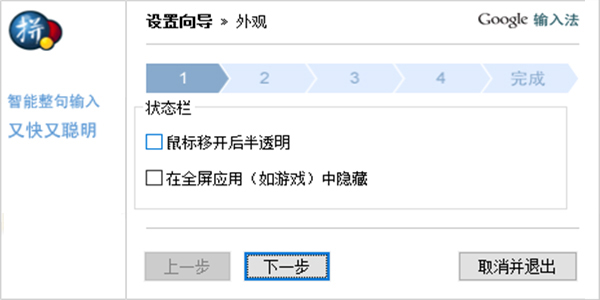 拼
设置向导 » 外观
Google 输入法
智能整句输入
又快又聪明
1 2 3 4 完成
状态栏
鼠标移开后半透明
在全屏应用（如游戏）中隐藏
上一步 下一步 取消并退出